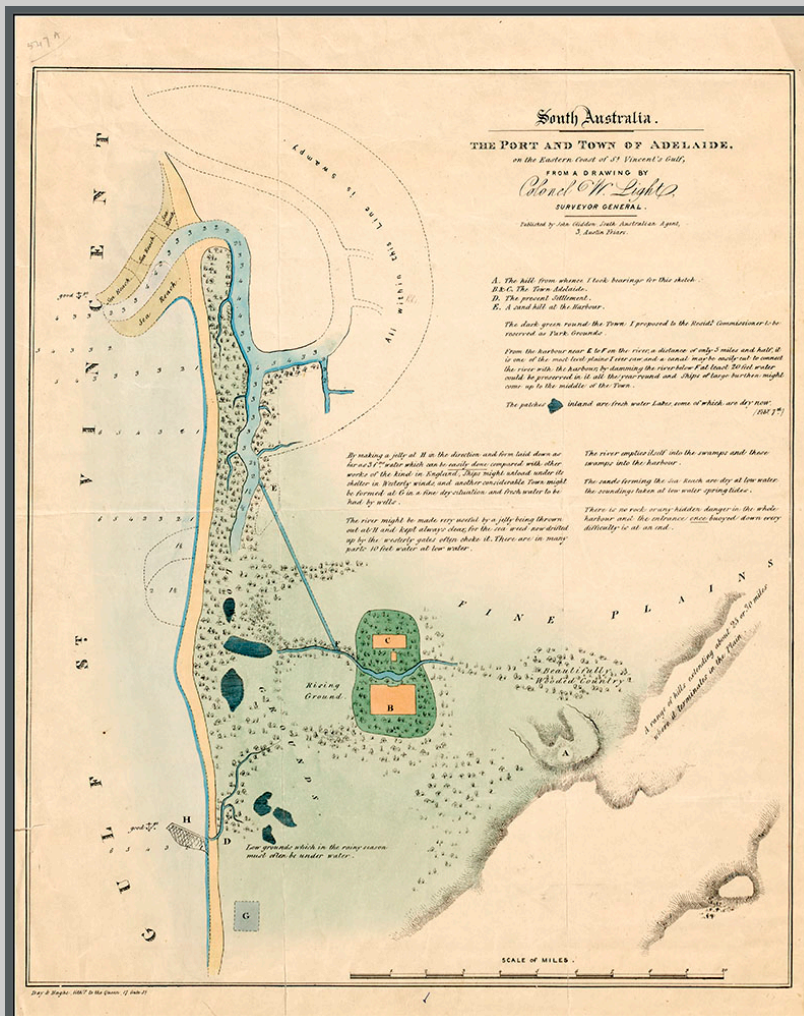 South Australia.
THE PORT AND TOWN OF ADELAIDE,
on the Eastern Coast of St Vincent's Gulf,
FROM A DRAWING BY
Colonel W. Light,
SURVEYOR GENERAL.
Published by John Gliddon South Australian Agent,
3, Austin Friars.
A. The hill from whence I took bearings for this sketch.
B & C. The Town Adelaide.
D. The present Settlement.
E. A sand hill at the Harbour.
The dark green round the Town I proposed to the Residt Commissioner to be
reserved as Park Grounds.
From the harbour near E to F on the river, a distance of only 5 miles and half, it
is one of the most level plains I ever saw and a canal may be easily cut to connect
the river with the harbour, by damming the river below F at least 20 feet water
could be preserved in it all the year round and Ships of large burthen might
come up to the middle of the Town.
The patches inland are fresh water Lakes, some of which are dry now.
By making a jelly at H in the direction and form laid down as
far as 3 fms water which can be easily done compared with other
works of the kind in England, Ships might unload under its
shelter in Westerly winds and another considerable Town might
be formed at G in a fine dry situation and fresh water to be
had by wells.
The river might be made very useful by a jelly being thrown
out at H and kept always clear, for the sea weed now drifted
up by the westerly gales often choke it. There are in many
parts 10 feet water at low water.
The river empties itself into the swamps and these
swamps into the harbour.
The sands forming the sea Reach are dry at low water
the soundings taken at low water spring tides.
There is no rock or any hidden danger in the whole
harbour and the entrance once buoyed down every
difficulty is at an end.
All within this Line is swampy
GULF ST. VINCENT
Sea Reach
Sea Reach
Sea Reach
Sea Reach
E
FINE PLAINS
A range of hills extending about 25 or 30 miles
where it terminates in the Plain
C
F
Beautifully
Wooded Country
Rising
Ground
B
A
H
D
Low grounds which in the rainy season
must often be under water.
G
SCALE OF MILES.